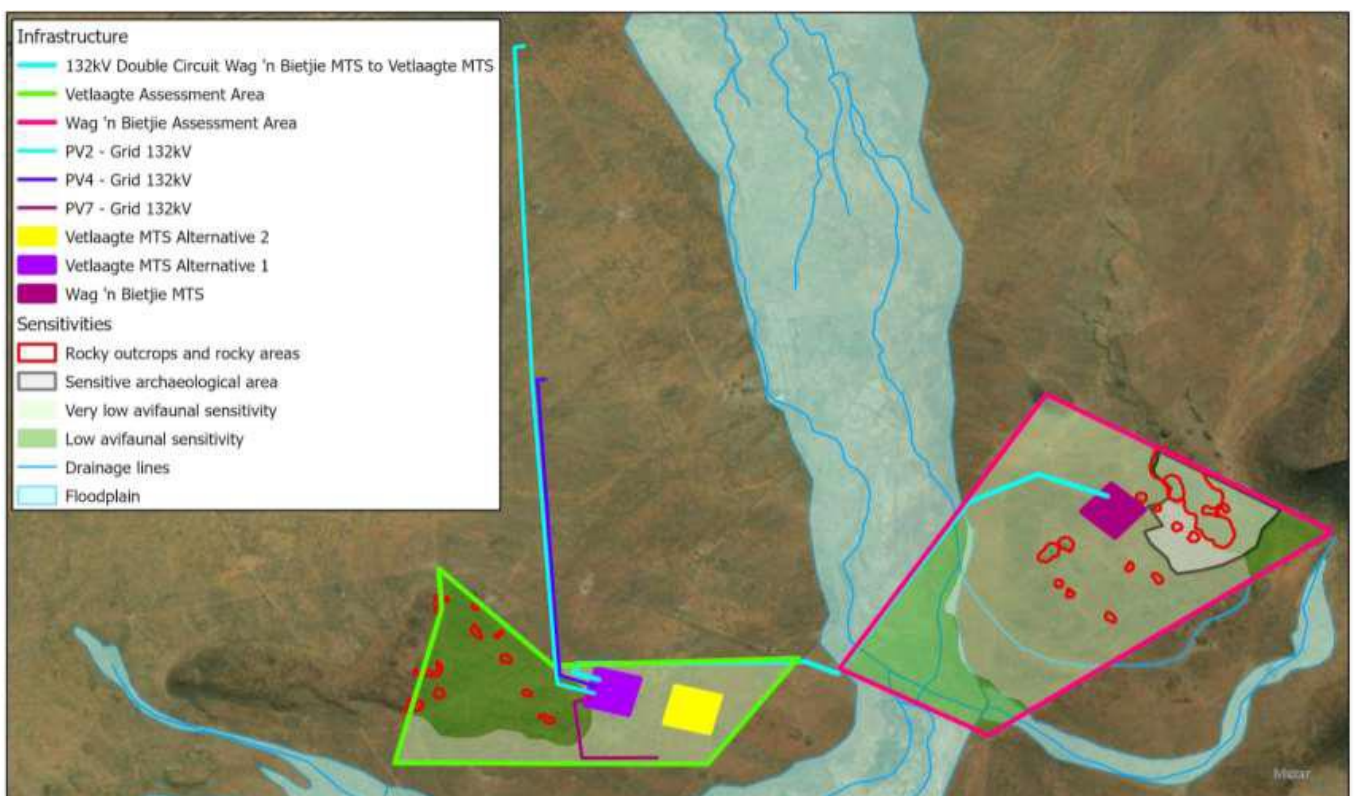 Infrastructure
132kV Double Circuit Wag 'n Bietjie MTS to Vetlaagte MTS
Vetlaagte Assessment Area
Wag 'n Bietjie Assessment Area
PV2 - Grid 132kV
PV4 - Grid 132kV
PV7 - Grid 132kV
Vetlaagte MTS Alternative 2
Vetlaagte MTS Alternative 1
Wag 'n Bietjie MTS
Sensitivities
Rocky outcrops and rocky areas
Sensitive archaeological area
Very low avifaunal sensitivity
Low avifaunal sensitivity
Drainage lines
Floodplain